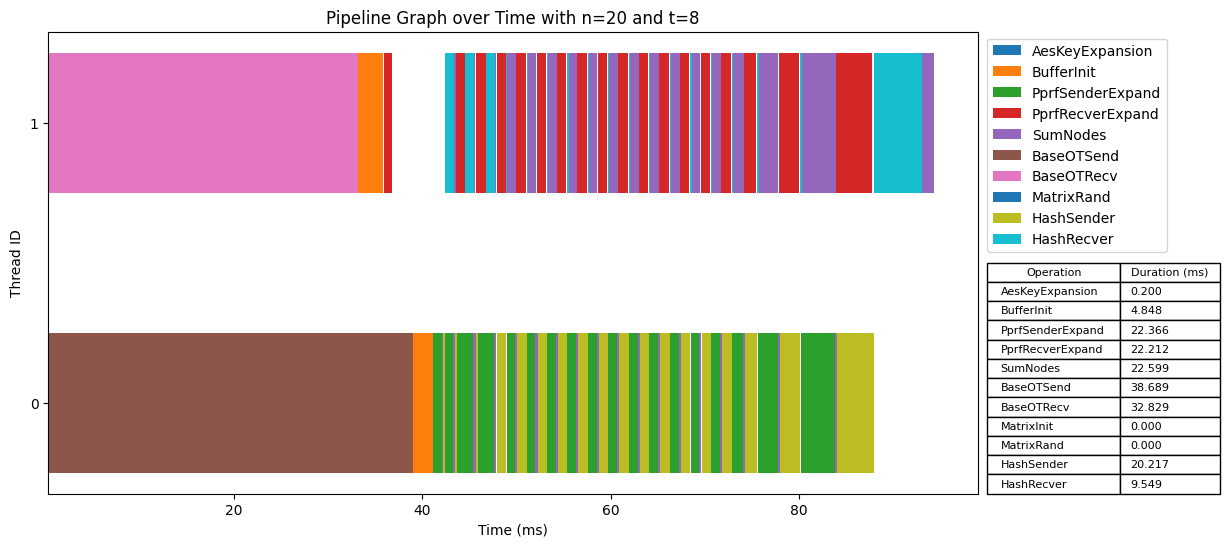 Pipeline Graph over Time with n=20 and t=8
Thread ID
1
0
20 40 60 80
Time (ms)
AesKeyExpansion
BufferInit
PprfSenderExpand
PprfRecverExpand
SumNodes
BaseOTSend
BaseOTRecv
MatrixRand
HashSender
HashRecver
Operation Duration (ms)
AesKeyExpansion 0.200
BufferInit 4.848
PprfSenderExpand 22.366
PprfRecverExpand 22.212
SumNodes 22.599
BaseOTSend 38.689
BaseOTRecv 32.829
MatrixInit 0.000
MatrixRand 0.000
HashSender 20.217
HashRecver 9.549